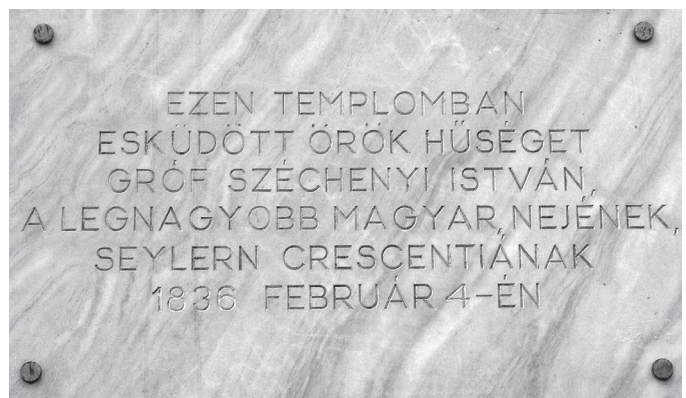 EZEN TEMPLOMBAN
ESKÜDÖTT ÖRÖK HŰSÉGET
GRÓF SZÉCHENYI ISTVÁN,
A LEGNAGYOBB MAGYAR, NEJÉNEK,
SEYLERN CRESCENTIÁNAK
1836 FEBRUÁR 4-ÉN